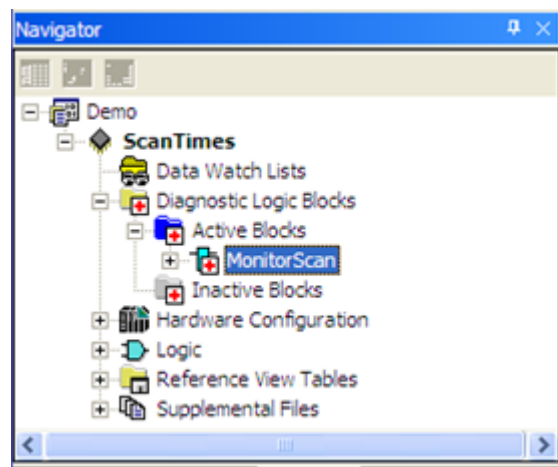 Navigator
Demo
ScanTimes
Data Watch Lists
Diagnostic Logic Blocks
Active Blocks
MonitorScan
Inactive Blocks
Hardware Configuration
Logic
Reference View Tables
Supplemental Files